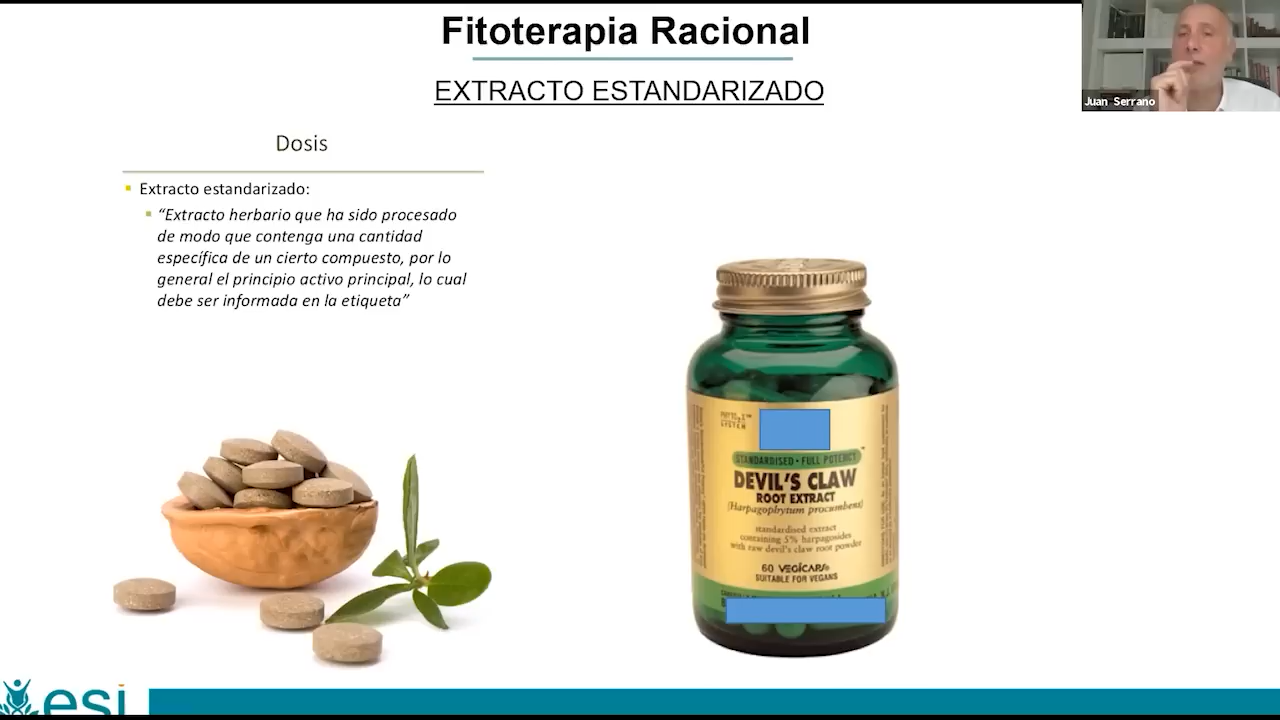 Fitoterapia Racional
EXTRACTO ESTANDARIZADO
Juan Serrano
Dosis
Extracto estandarizado:
“Extracto herbario que ha sido procesado
de modo que contenga una cantidad
específica de un cierto compuesto, por lo
general el principio activo principal, lo cual
debe ser informada en la etiqueta”
SYSTEM
STANDARDISED • FULL POTENCY
DEVIL'S CLAW
ROOT EXTRACT
(Harpagophytum procumbens)
standardised extract
containing 5% harpagosides
with raw devil's claw root powder
60 VEGICAPS®
SUITABLE FOR VEGANS
esi